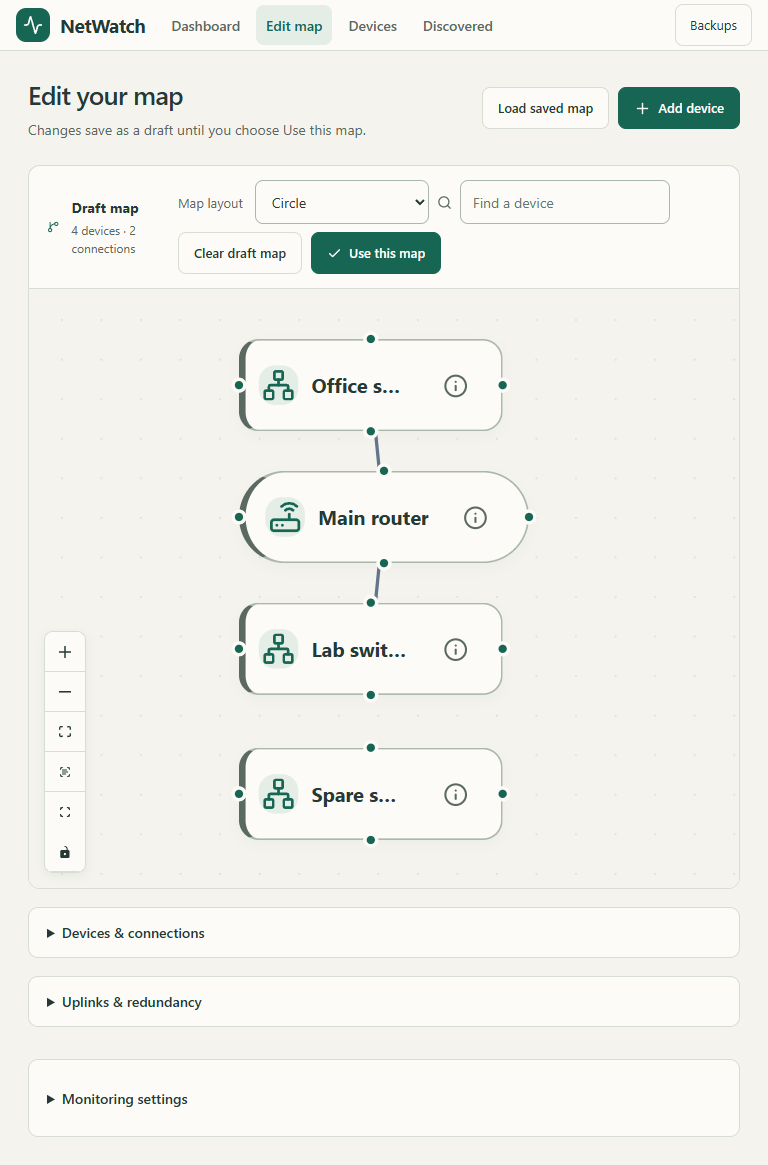 NetWatch
Dashboard
Edit map
Devices
Discovered
Backups
Edit your map
Changes save as a draft until you choose Use this map.
Load saved map
Add device
Draft map
4 devices · 2
connections
Map layout
Circle
Find a device
Clear draft map
Use this map
Office s...
Main router
Lab swit...
Spare s...
Devices & connections
Uplinks & redundancy
Monitoring settings